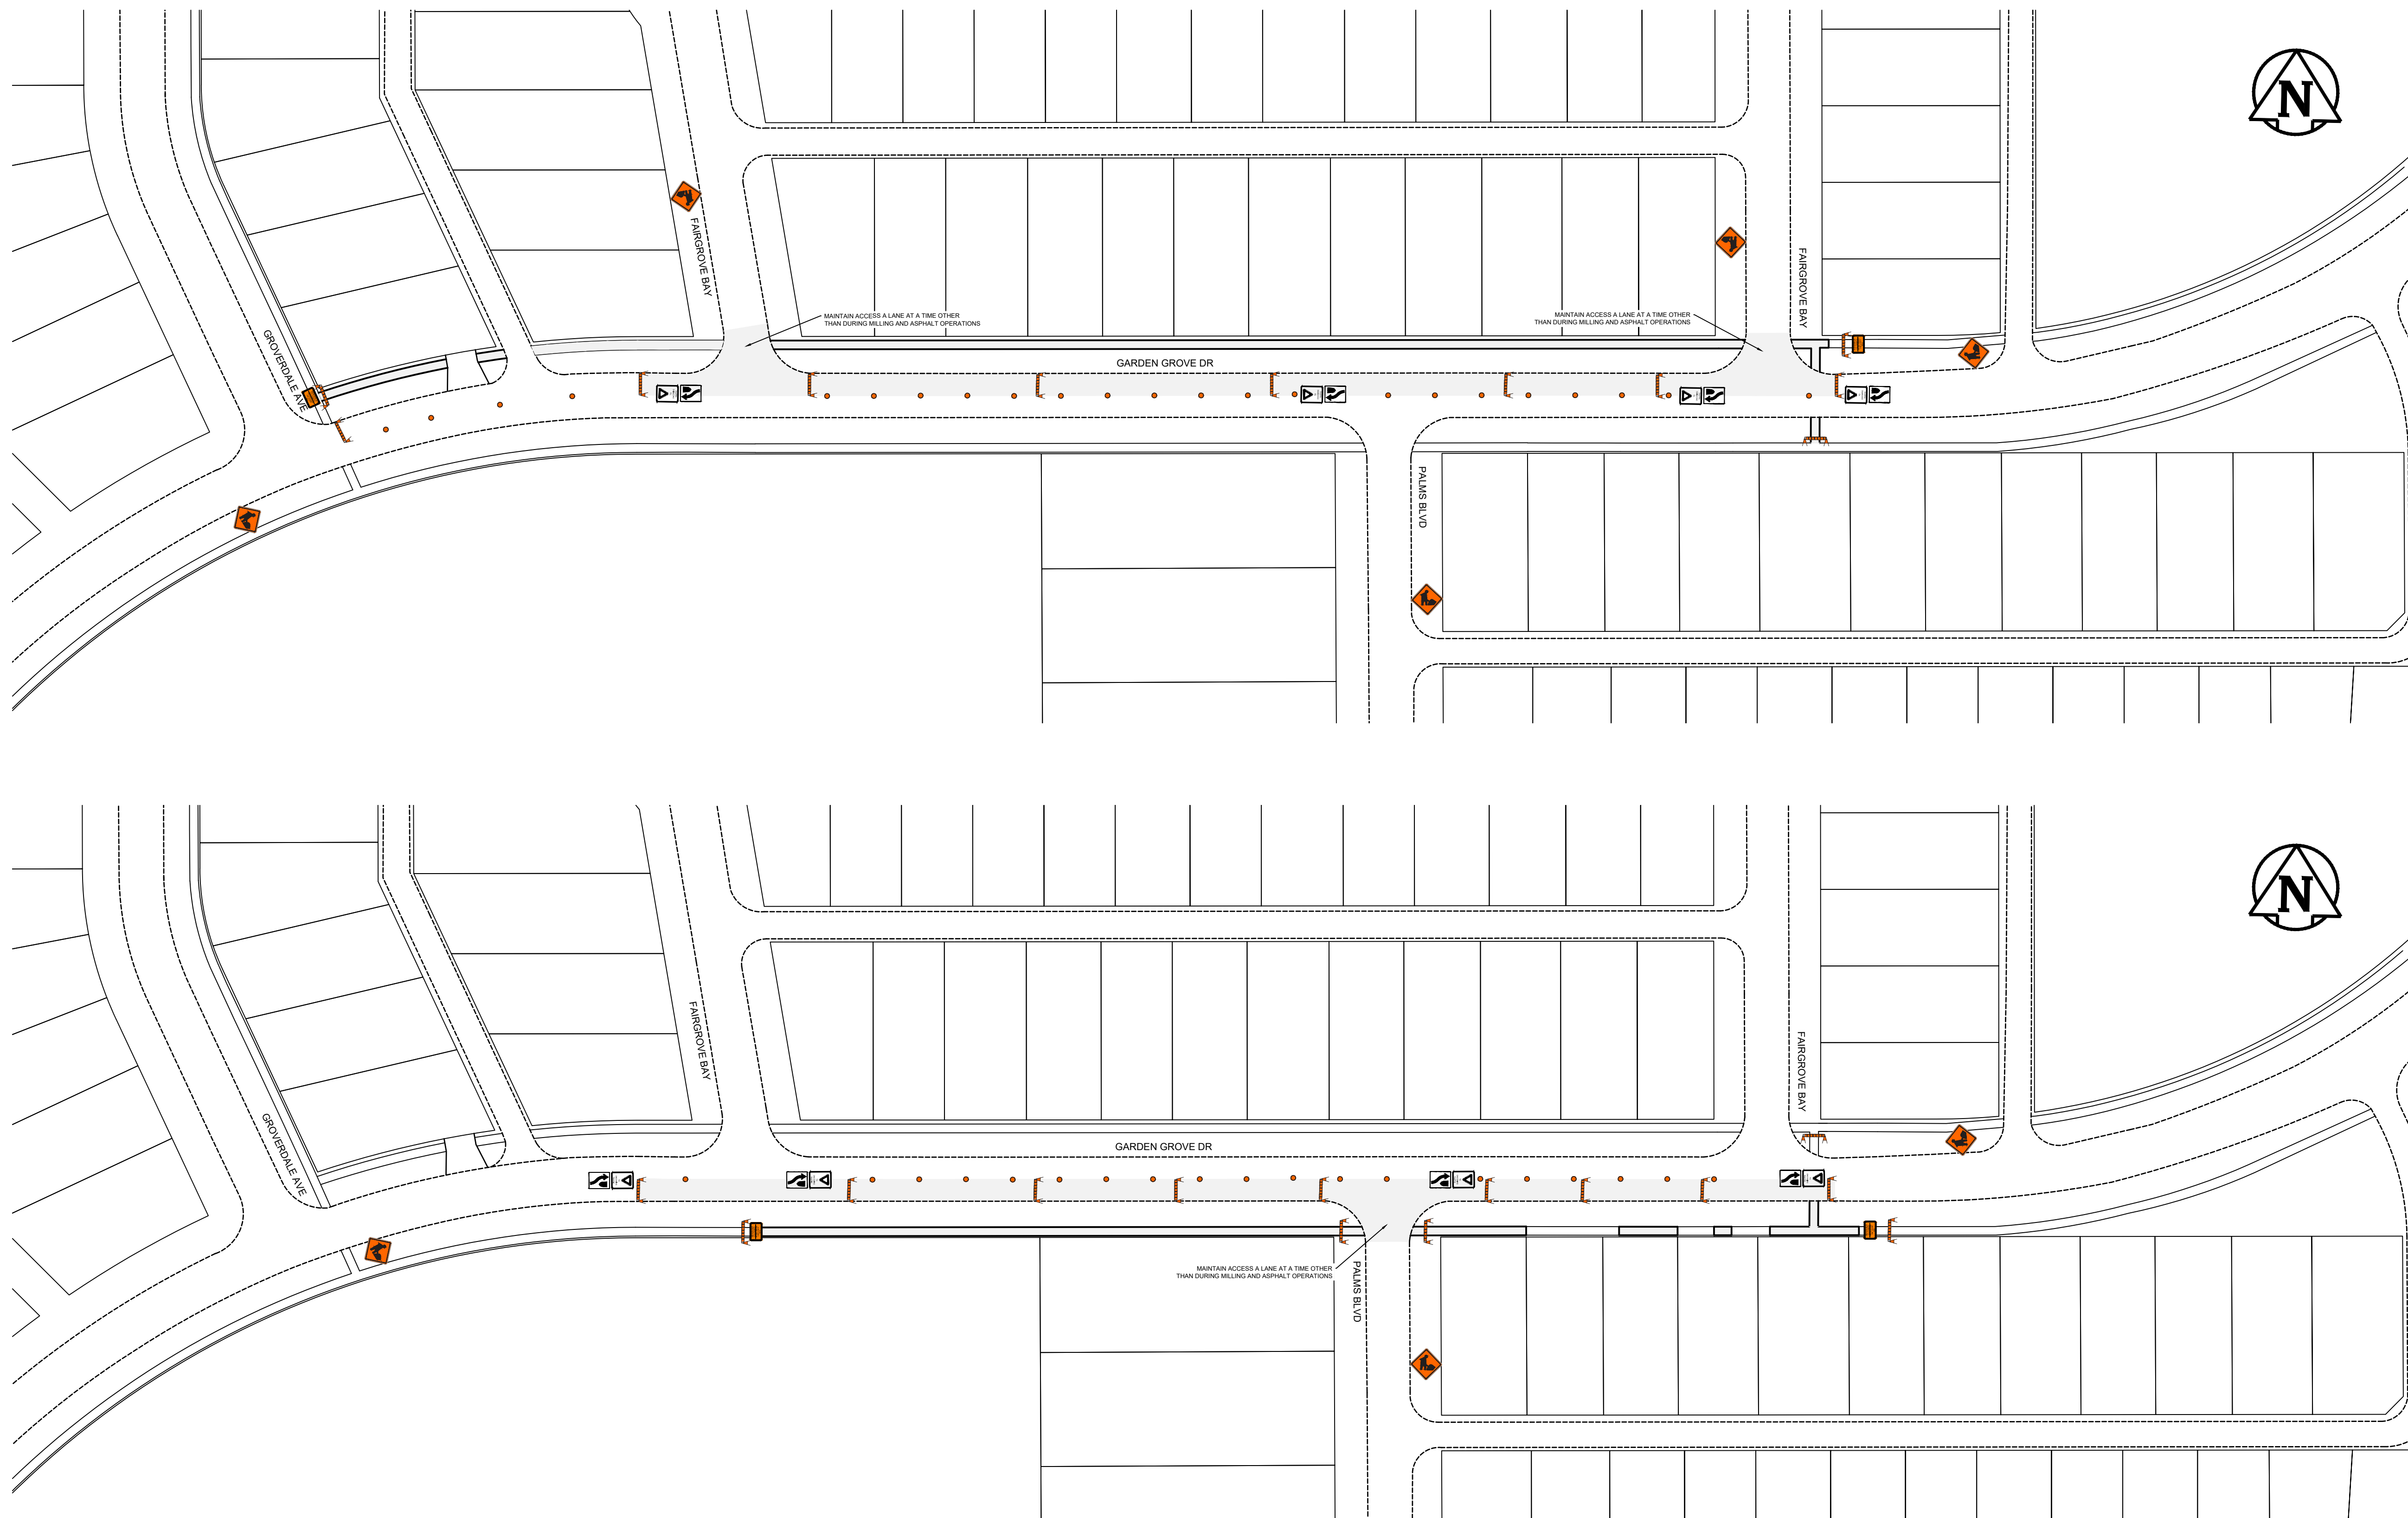 N
FAIRGROVE BAY
FAIRGROVE BAY
MAINTAIN ACCESS A LANE AT A TIME OTHER
THAN DURING MILLING AND ASPHALT OPERATIONS
MAINTAIN ACCESS A LANE AT A TIME OTHER
THAN DURING MILLING AND ASPHALT OPERATIONS
GROVERDALE AVE
GARDEN GROVE DR
PALMS BLVD
N
FAIRGROVE BAY
FAIRGROVE BAY
GROVERDALE AVE
GARDEN GROVE DR
MAINTAIN ACCESS A LANE AT A TIME OTHER
THAN DURING MILLING AND ASPHALT OPERATIONS
PALMS BLVD